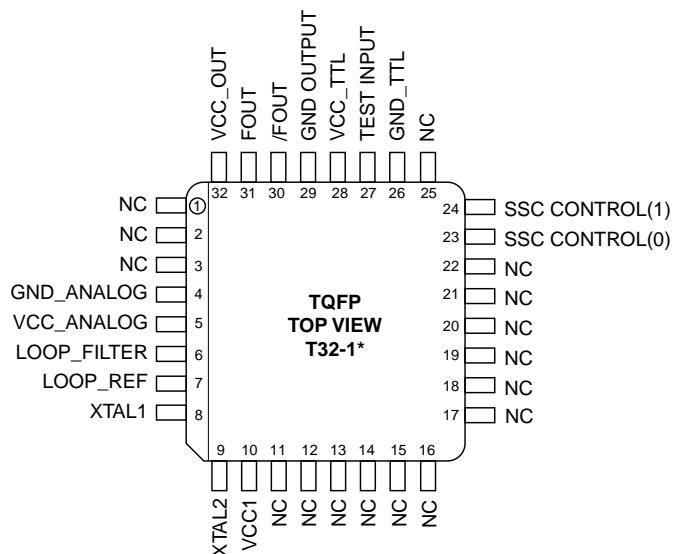 VCC_OUT
FOUT
/FOUT
GND OUTPUT
VCC_TTL
TEST INPUT
GND_TTL
NC
32 31 30 29 28 27 26 25
NC 1
NC 2
NC 3
GND_ANALOG 4
VCC_ANALOG 5
LOOP_FILTER 6
LOOP_REF 7
XTAL1 8
TQFP
TOP VIEW
T32-1*
24 SSC CONTROL(1)
23 SSC CONTROL(0)
22 NC
21 NC
20 NC
19 NC
18 NC
17 NC
9 10 11 12 13 14 15 16
XTAL2
VCC1
NC
NC
NC
NC
NC
NC